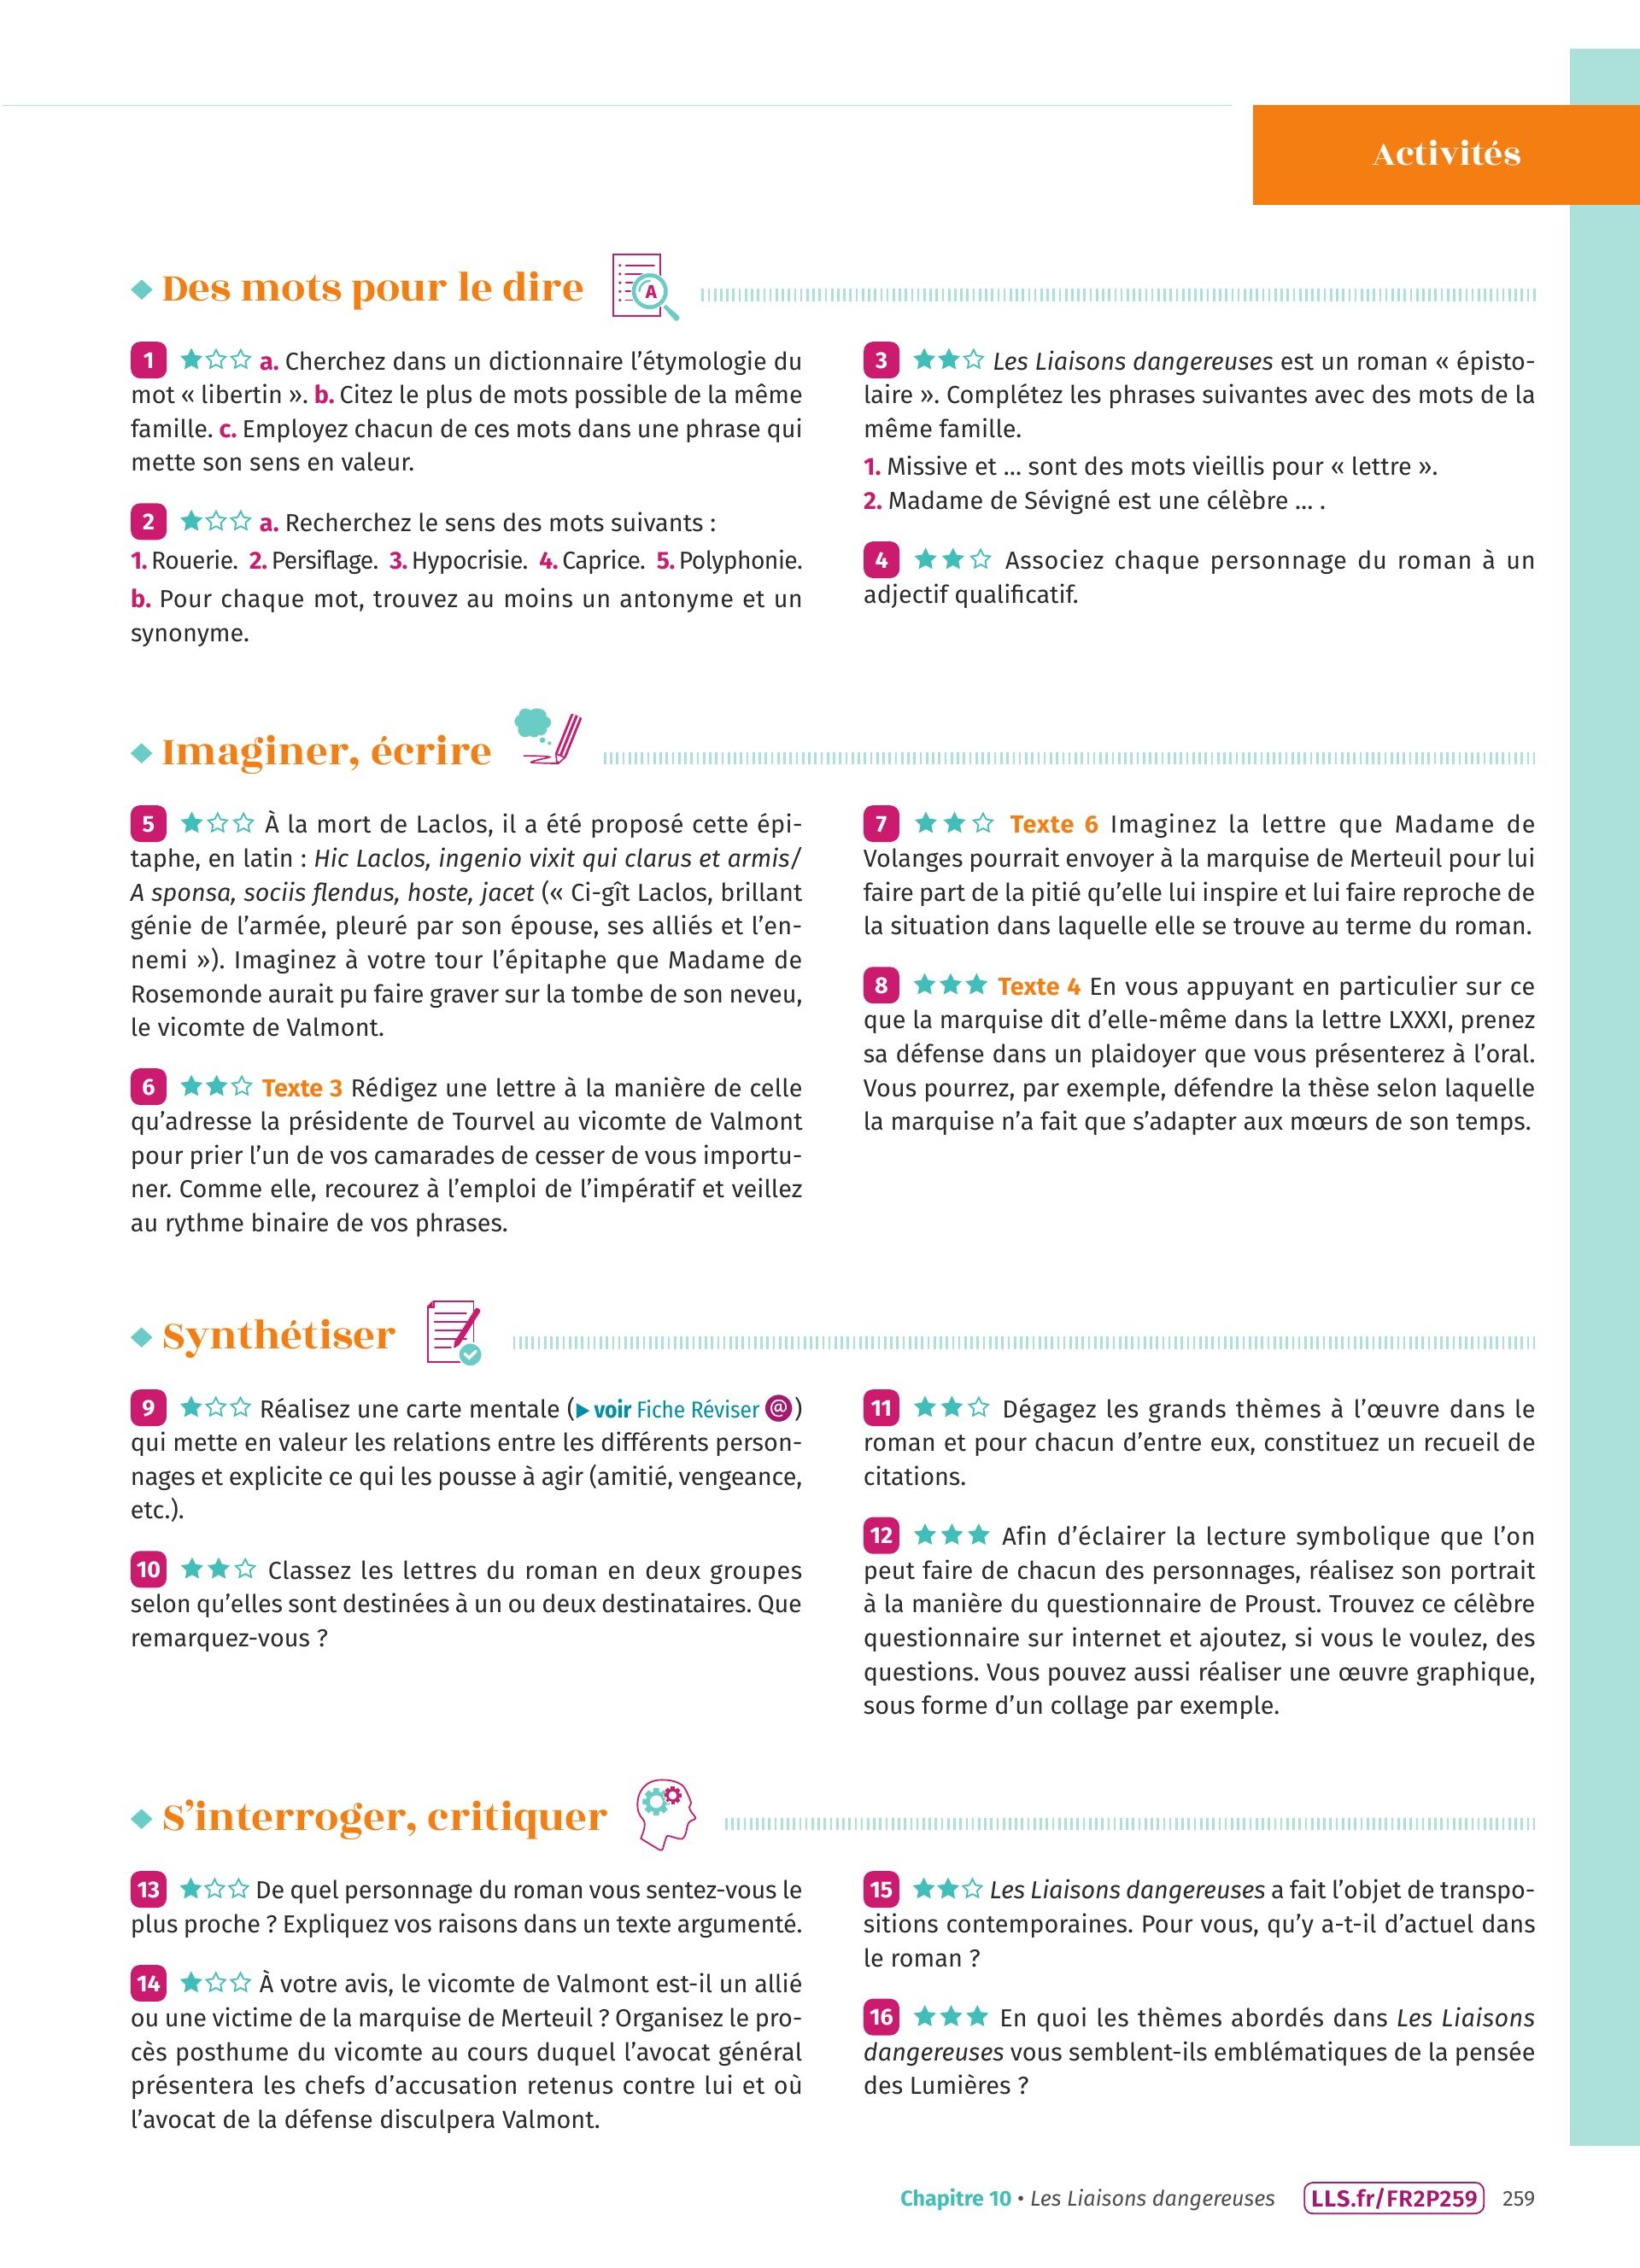 Activités
Des mots pour le dire
A
1 a. Cherchez dans un dictionnaire l'étymologie du
mot « libertin ». b. Citez le plus de mots possible de la même
famille. c. Employez chacun de ces mots dans une phrase qui
mette son sens en valeur.
2 a. Recherchez le sens des mots suivants :
1. Rouerie. 2. Persiflage. 3. Hypocrisie. 4. Caprice. 5. Polyphonie.
b. Pour chaque mot, trouvez au moins un antonyme et un
synonyme.
3 Les Liaisons dangereuses est un roman « épisto-
laire ». Complétez les phrases suivantes avec des mots de la
même famille.
1. Missive et ... sont des mots vieillis pour « lettre ».
2. Madame de Sévigné est une célèbre ... .
4 Associez chaque personnage du roman à un
adjectif qualificatif.
Imaginer, écrire
5 À la mort de Laclos, il a été proposé cette épi-
taphe, en latin : Hic Laclos, ingenio vixit qui clarus et armis/
A sponsa, sociis flendus, hoste, jacet (« Ci-gît Laclos, brillant
génie de l'armée, pleuré par son épouse, ses alliés et l'en-
nemi »). Imaginez à votre tour l'épitaphe que Madame de
Rosemonde aurait pu faire graver sur la tombe de son neveu,
le vicomte de Valmont.
6 Texte 3 Rédigez une lettre à la manière de celle
qu'adresse la présidente de Tourvel au vicomte de Valmont
pour prier l'un de vos camarades de cesser de vous importu-
ner. Comme elle, recourez à l'emploi de l'impératif et veillez
au rythme binaire de vos phrases.
7 Texte 6 Imaginez la lettre que Madame de
Volanges pourrait envoyer à la marquise de Merteuil pour lui
faire part de la pitié qu'elle lui inspire et lui faire reproche de
la situation dans laquelle elle se trouve au terme du roman.
8 Texte 4 En vous appuyant en particulier sur ce
que la marquise dit d'elle-même dans la lettre LXXXI, prenez
sa défense dans un plaidoyer que vous présenterez à l'oral.
Vous pourrez, par exemple, défendre la thèse selon laquelle
la marquise n'a fait que s'adapter aux mœurs de son temps.
Synthétiser
9 Réalisez une carte mentale (▶ voir Fiche Réviser @)
qui mette en valeur les relations entre les différents person-
nages et explicite ce qui les pousse à agir (amitié, vengeance,
etc.).
10 Classez les lettres du roman en deux groupes
selon qu'elles sont destinées à un ou deux destinataires. Que
remarquez-vous ?
11 Dégagez les grands thèmes à l'œuvre dans le
roman et pour chacun d'entre eux, constituez un recueil de
citations.
12 Afin d'éclairer la lecture symbolique que l'on
peut faire de chacun des personnages, réalisez son portrait
à la manière du questionnaire de Proust. Trouvez ce célèbre
questionnaire sur internet et ajoutez, si vous le voulez, des
questions. Vous pouvez aussi réaliser une œuvre graphique,
sous forme d'un collage par exemple.
S'interroger, critiquer
13 De quel personnage du roman vous sentez-vous le
plus proche ? Expliquez vos raisons dans un texte argumenté.
14 À votre avis, le vicomte de Valmont est-il un allié
ou une victime de la marquise de Merteuil ? Organisez le pro-
cès posthume du vicomte au cours duquel l'avocat général
présentera les chefs d'accusation retenus contre lui et où
l'avocat de la défense disculpera Valmont.
15 Les Liaisons dangereuses a fait l'objet de transpo-
sitions contemporaines. Pour vous, qu'y a-t-il d'actuel dans
le roman ?
16 En quoi les thèmes abordés dans Les Liaisons
dangereuses vous semblent-ils emblématiques de la pensée
des Lumières ?
Chapitre 10 • Les Liaisons dangereuses LLS.fr/FR2P259 259